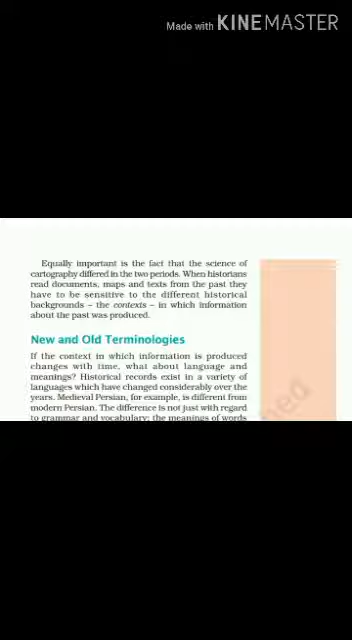 Made with KINEMASTER
Equally important is the fact that the science of
cartography differed in the two periods. When historians
read documents, maps and texts from the past they
have to be sensitive to the different historical
backgrounds – the contexts – in which information
about the past was produced.
New and Old Terminologies
If the context in which information is produced
changes with time, what about language and
meanings? Historical records exist in a variety of
languages which have changed considerably over the
years. Medieval Persian, for example, is different from
modern Persian. The difference is not just with regard
to grammar and vocabulary; the meanings of words